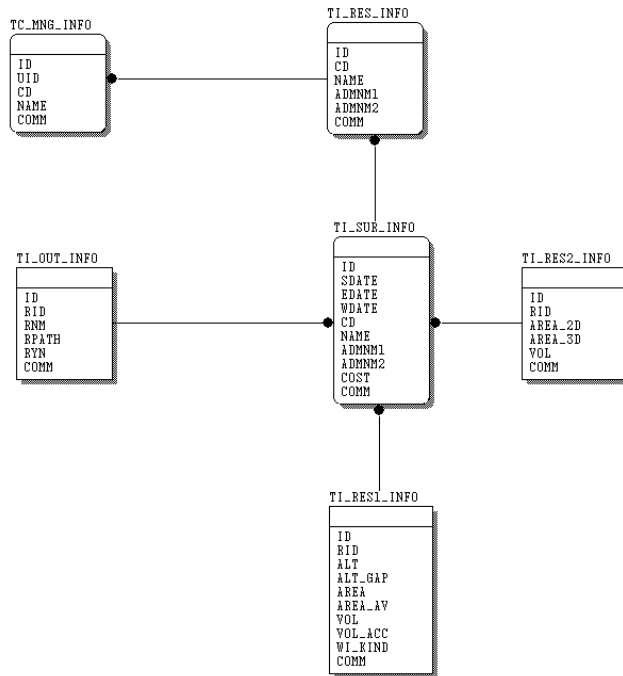 TC_MNG_INFO
ID
UID
CD
NAME
COMM
TI_RES_INFO
ID
CD
NAME
ADMNM1
ADMNM2
COMM
TI_OUT_INFO
ID
RID
RNM
RPATH
RYN
COMM
TI_SUR_INFO
ID
SDATE
EDATE
WDATE
CD
NAME
ADMNM1
ADMNM2
COST
COMM
TI_RES2_INFO
ID
RID
AREA_2D
AREA_3D
VOL
COMM
TI_RES1_INFO
ID
RID
ALT
ALT_GAP
AREA
AREA_AV
VOL
VOL_ACC
WI_KIND
COMM